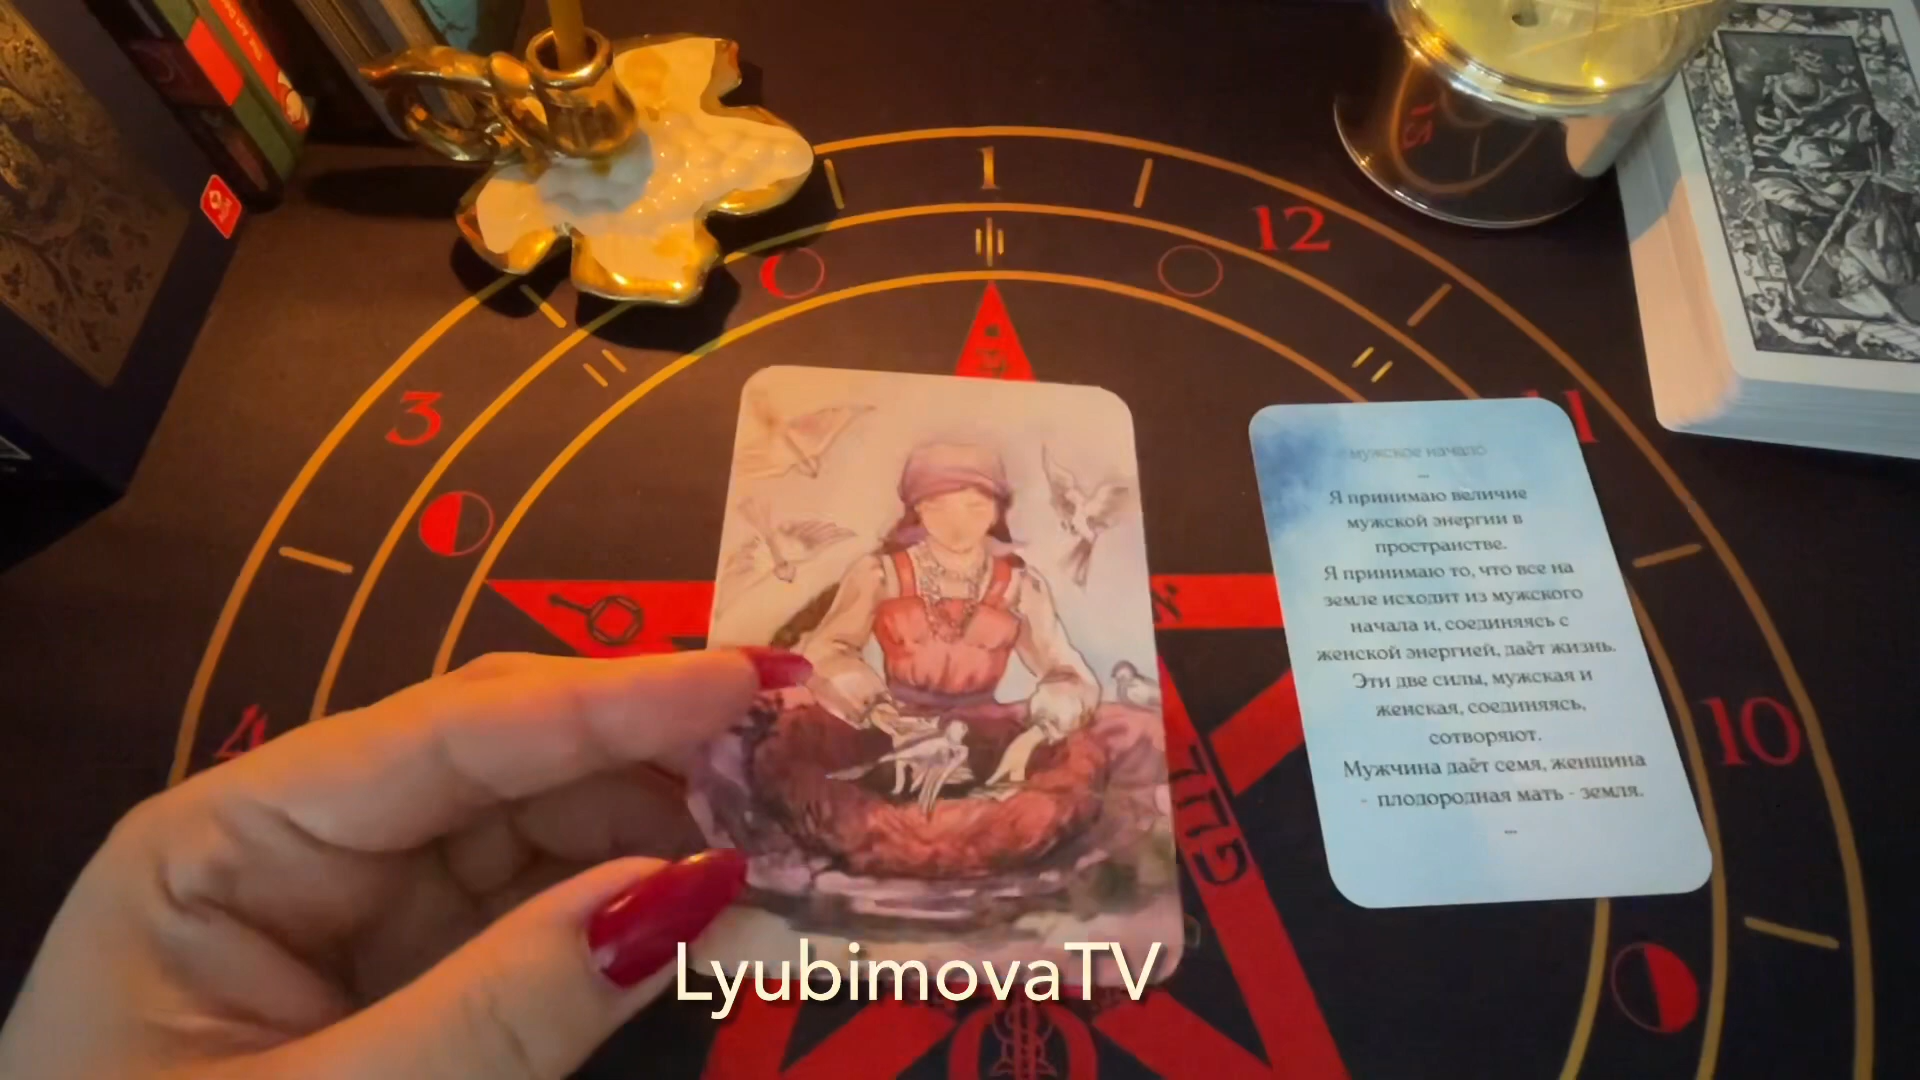 1
12
3
11
4
10
мужское начало
...
Я принимаю величие
мужской энергии в
пространстве.
Я принимаю то, что все на
земле исходит из мужского
начала и, соединяясь с
женской энергией, даёт жизнь.
Эти две силы, мужская и
женская, соединяясь,
сотворяют.
Мужчина даёт семя, женщина
- плодородная мать - земля.
...
LyubimovaTV